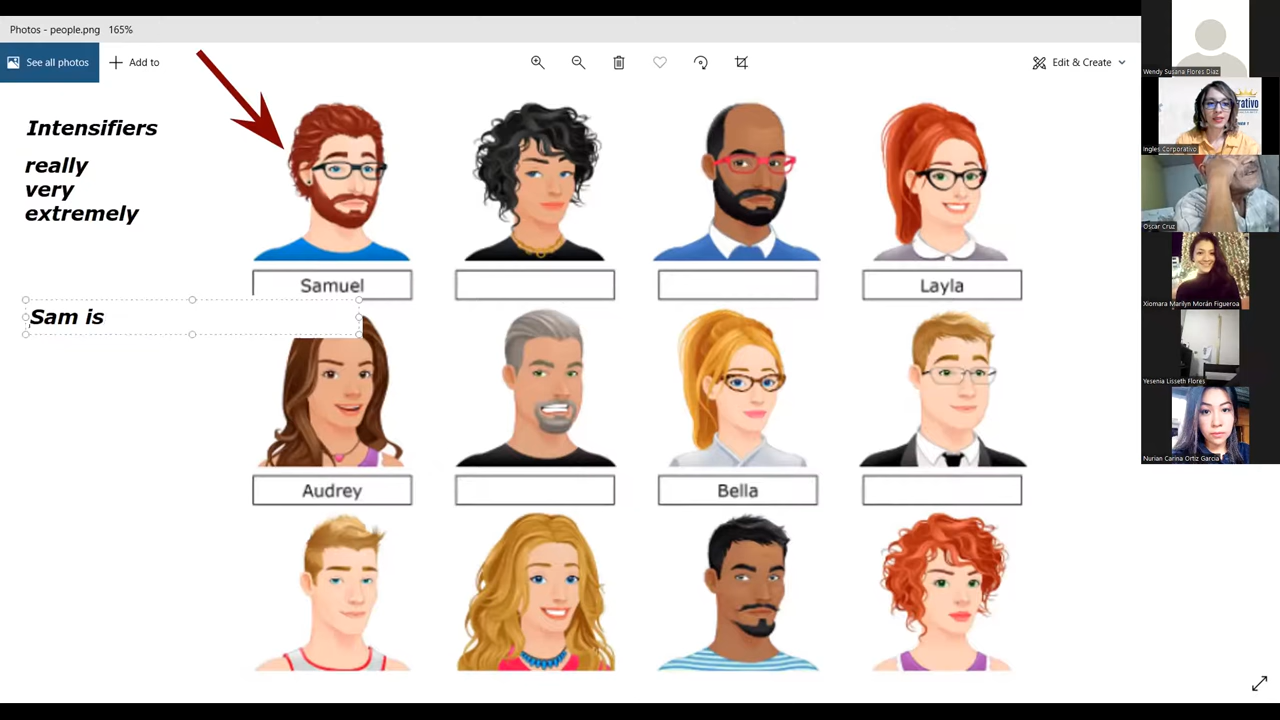 Photos - people.png 165%
See all photos
Add to
Edit & Create
Intensifiers
really
very
extremely
Samuel
Layla
Sam is
Audrey
Bella
Wendy Susana Flores Diaz
Ingles Corporativo
Oscar Cruz
Xiomara Marilyn Morán Figueroa
Yesenia Lisseth Flores
Nurian Carina Ortiz Garcia